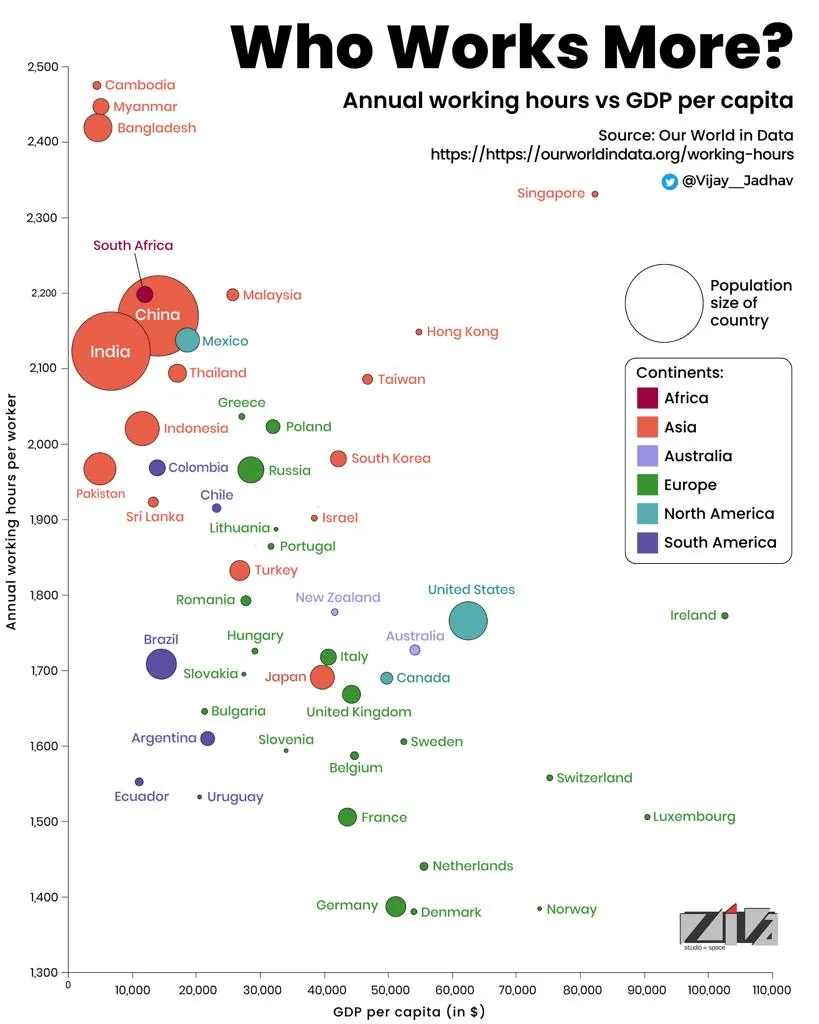 Who Works More?
Annual working hours vs GDP per capita
Source: Our World in Data
https://https://ourworldindata.org/working-hours
@Vijay__Jadhav
2,500
2,400
2,300
2,200
2,100
2,000
1,900
1,800
1,700
1,600
1,500
1,400
1,300
Annual working hours per worker
Cambodia
Myanmar
Bangladesh
Singapore
South Africa
Malaysia
China
Hong Kong
Mexico
India
Thailand
Taiwan
Greece
Indonesia
Poland
South Korea
Colombia
Russia
Pakistan
Chile
Sri Lanka
Israel
Lithuania
Portugal
Turkey
United States
New Zealand
Romania
Ireland
Hungary
Australia
Brazil
Italy
Slovakia
Japan
Canada
United Kingdom
Bulgaria
Argentina
Slovenia
Sweden
Belgium
Switzerland
Ecuador
Uruguay
France
Luxembourg
Netherlands
Germany
Denmark
Norway
Population
size of
country
Continents:
Africa
Asia
Australia
Europe
North America
South America
studio in space
0
10,000
20,000
30,000
40,000
50,000
60,000
70,000
80,000
90,000
100,000
110,000
GDP per capita (in $)